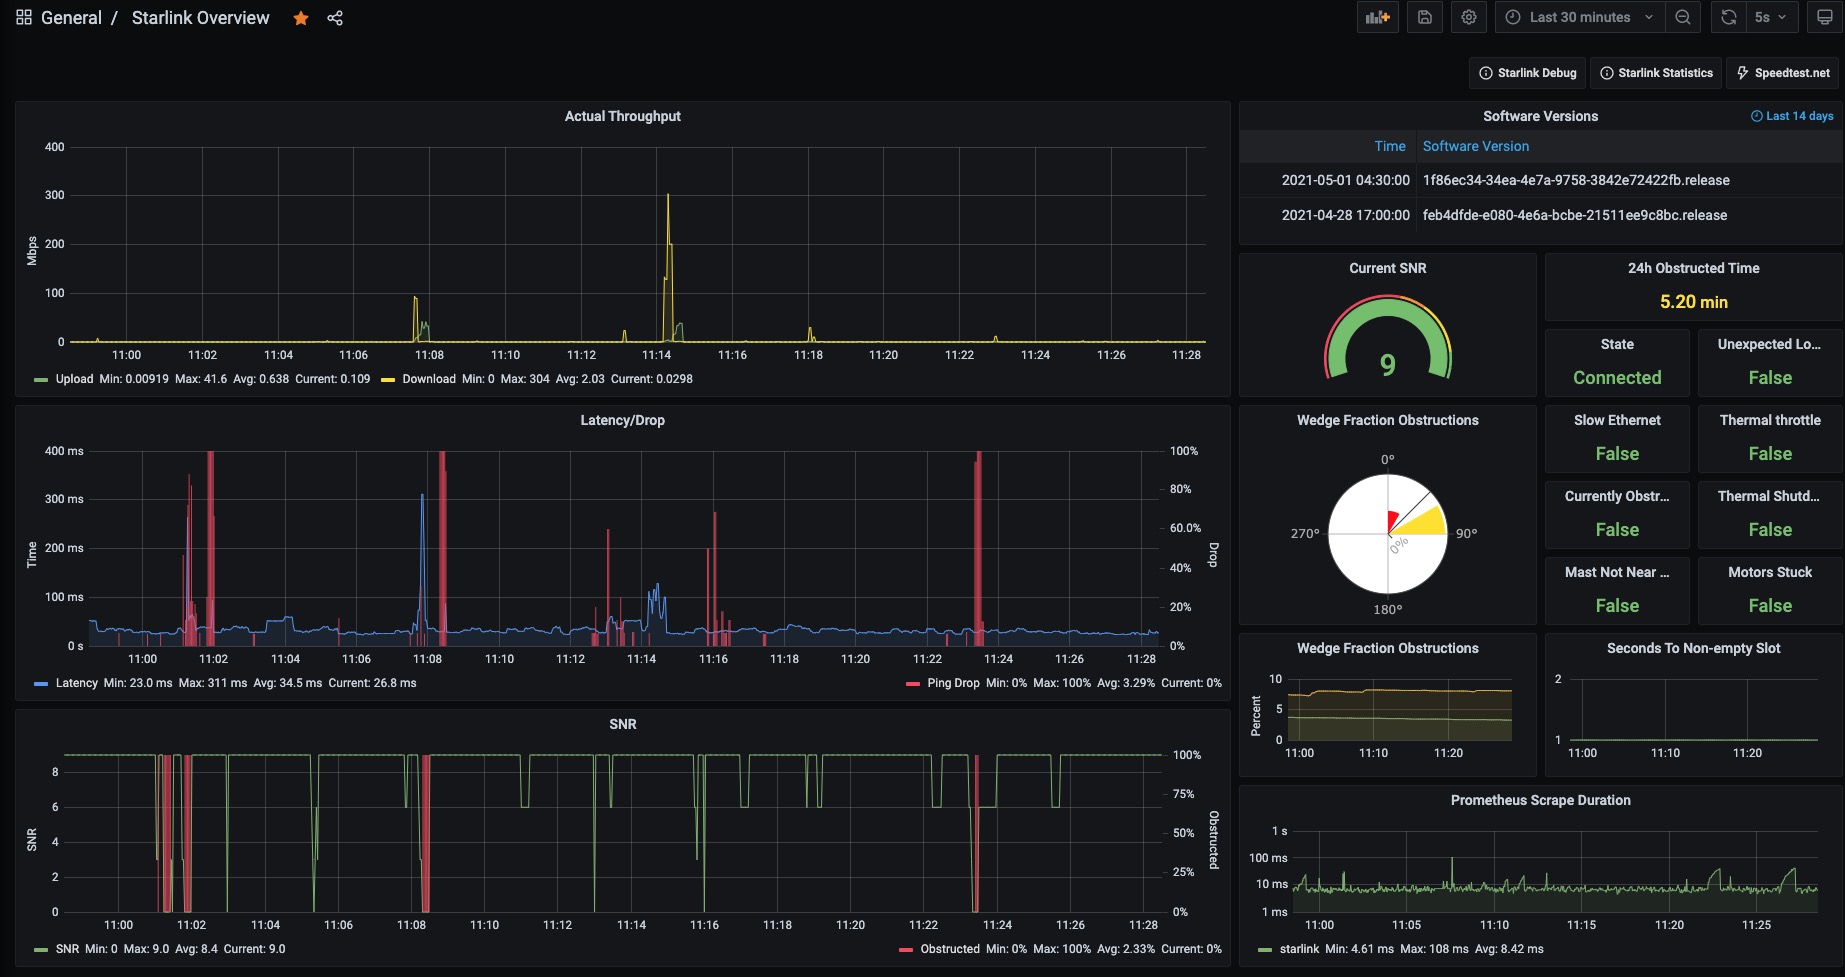 General / Starlink Overview
Last 30 minutes
5s
Starlink Debug
Starlink Statistics
Speedtest.net
Actual Throughput
400
300
200
100
0
Mbps
11:00 11:02 11:04 11:06 11:08 11:10 11:12 11:14 11:16 11:18 11:20 11:22 11:24 11:26 11:28
Upload Min: 0.00919 Max: 41.6 Avg: 0.638 Current: 0.109 Download Min: 0 Max: 304 Avg: 2.03 Current: 0.0298
Latency/Drop
400 ms
300 ms
200 ms
100 ms
0 s
Time
100%
80%
60.0%
40%
20%
0%
Drop
11:00 11:02 11:04 11:06 11:08 11:10 11:12 11:14 11:16 11:18 11:20 11:22 11:24 11:26 11:28
Latency Min: 23.0 ms Max: 311 ms Avg: 34.5 ms Current: 26.8 ms
Ping Drop Min: 0% Max: 100% Avg: 3.29% Current: 0%
SNR
8
6
4
2
0
SNR
100%
75%
50%
25%
0%
Obstructed
11:00 11:02 11:04 11:06 11:08 11:10 11:12 11:14 11:16 11:18 11:20 11:22 11:24 11:26 11:28
SNR Min: 0 Max: 9.0 Avg: 8.4 Current: 9.0
Obstructed Min: 0% Max: 100% Avg: 2.33% Current: 0%
Software Versions
Last 14 days
Time Software Version
2021-05-01 04:30:00 1f86ec34-34ea-4e7a-9758-3842e72422fb.release
2021-04-28 17:00:00 feb4dfde-e080-4e6a-bcbe-21511ee9c8bc.release
Current SNR
9
24h Obstructed Time
5.20 min
State
Connected
Unexpected Lo...
False
Wedge Fraction Obstructions
0°
90°
180°
270°
0%
Slow Ethernet
False
Thermal throttle
False
Currently Obstr...
False
Thermal Shutd...
False
Mast Not Near ...
False
Motors Stuck
False
Wedge Fraction Obstructions
10
5
0
Percent
11:00 11:10 11:20
Seconds To Non-empty Slot
2
1
11:00 11:10 11:20
Prometheus Scrape Duration
1 s
100 ms
10 ms
1 ms
11:00 11:05 11:10 11:15 11:20 11:25
starlink Min: 4.61 ms Max: 108 ms Avg: 8.42 ms